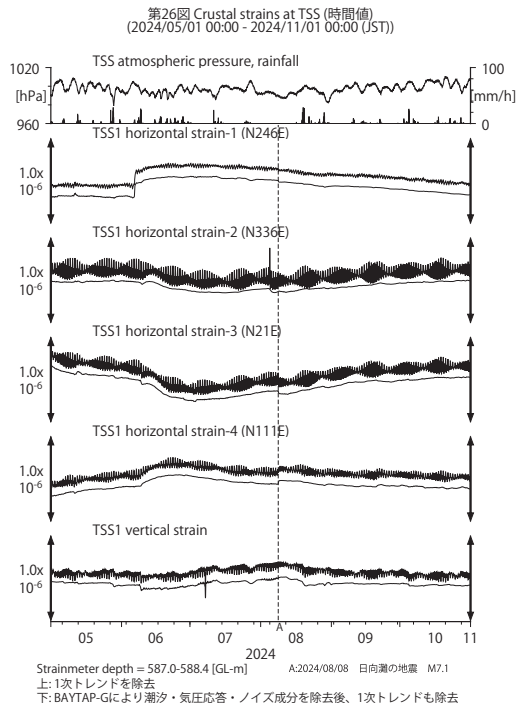 第26図 Crustal strains at TSS (時間値)
(2024/05/01 00:00 - 2024/11/01 00:00 (JST))
TSS atmospheric pressure, rainfall
1020 100
[hPa] [mm/h]
960 0
TSS1 horizontal strain-1 (N246E)
1.0x
10-6
TSS1 horizontal strain-2 (N336E)
1.0x
10-6
TSS1 horizontal strain-3 (N21E)
1.0x
10-6
TSS1 horizontal strain-4 (N111E)
1.0x
10-6
TSS1 vertical strain
1.0x
10-6
A
05 06 07 08 09 10 11
2024
Strainmeter depth = 587.0-588.4 [GL-m] A:2024/08/08 日向灘の地震 M7.1
上: 1次トレンドを除去
下: BAYTAP-Gにより潮汐・気圧応答・ノイズ成分を除去後、1次トレンドも除去